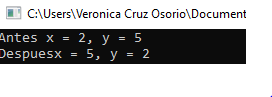 C:\Users\Veronica Cruz Osorio\Document
Antes x = 2, y = 5
Despuesx = 5, y = 2